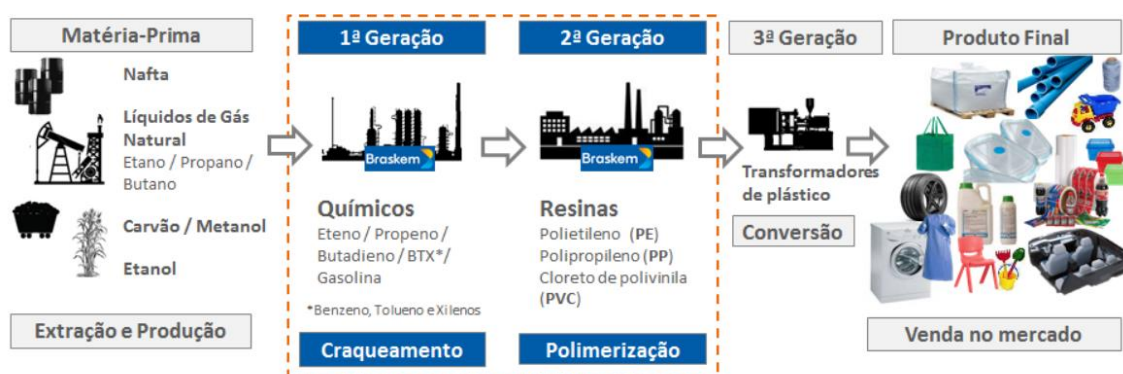 Matéria-Prima
Nafta
Líquidos de Gás
Natural
Etano / Propano /
Butano
Carvão / Metanol
Etanol
Extração e Produção
1ª Geração
Braskem
Químicos
Eteno / Propeno /
Butadieno / BTX*/
Gasolina
*Benzeno, Tolueno e Xilenos
Craqueamento
2ª Geração
Braskem
Resinas
Polietileno (PE)
Polipropileno (PP)
Cloreto de polivinila
(PVC)
Polimerização
3ª Geração
Transformadores
de plástico
Conversão
Produto Final
Venda no mercado